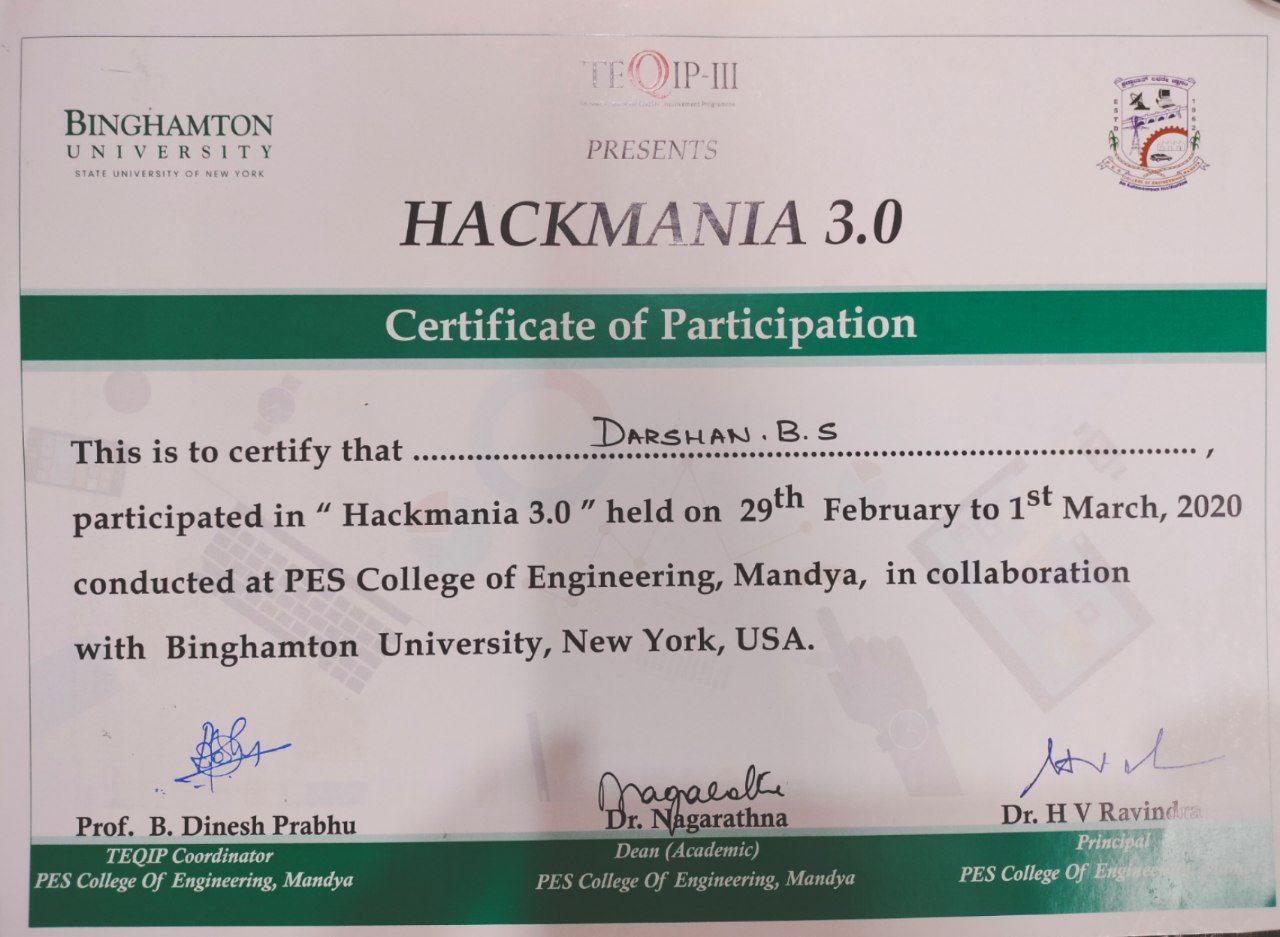 TEQIP-III
BINGHAMTON
UNIVERSITY
STATE UNIVERSITY OF NEW YORK
PRESENTS
ESTD 1962
HACKMANIA 3.0
Certificate of Participation
This is to certify that DARSHAN. B. S ,
participated in “ Hackmania 3.0 ” held on 29th February to 1st March, 2020
conducted at PES College of Engineering, Mandya, in collaboration
with Binghamton University, New York, USA.
Prof. B. Dinesh Prabhu
TEQIP Coordinator
PES College Of Engineering, Mandya
Nagarathna
Dr. Nagarathna
Dean (Academic)
PES College Of Engineering, Mandya
Dr. H V Ravindra
Principal
PES College Of Engineering, Mandya